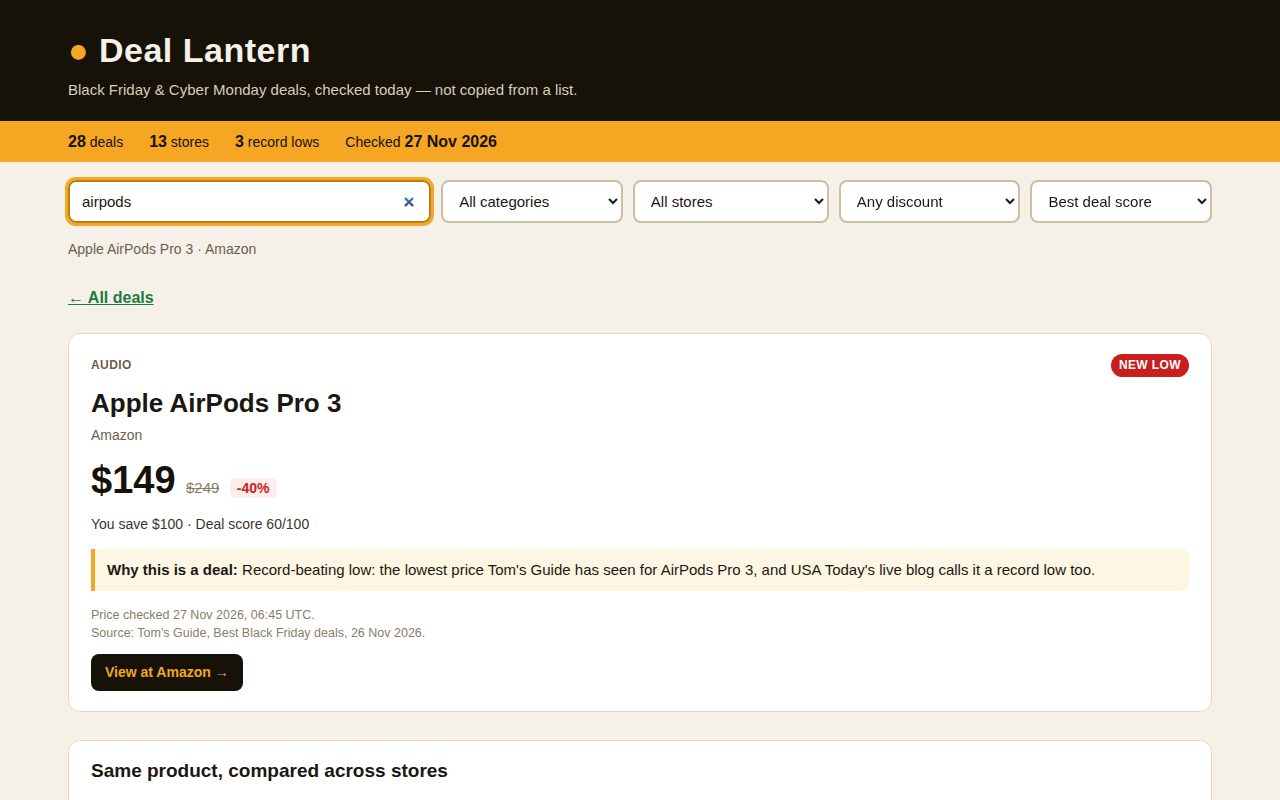 Deal Lantern
Black Friday & Cyber Monday deals, checked today — not copied from a list.
28 deals 13 stores 3 record lows Checked 27 Nov 2026
airpods All categories All stores Any discount Best deal score
Apple AirPods Pro 3 · Amazon
← All deals
AUDIO NEW LOW
Apple AirPods Pro 3
Amazon
$149 $249 -40%
You save $100 · Deal score 60/100
Why this is a deal: Record-beating low: the lowest price Tom's Guide has seen for AirPods Pro 3, and USA Today's live blog calls it a record low too.
Price checked 27 Nov 2026, 06:45 UTC.
Source: Tom's Guide, Best Black Friday deals, 26 Nov 2026.
View at Amazon →
Same product, compared across stores